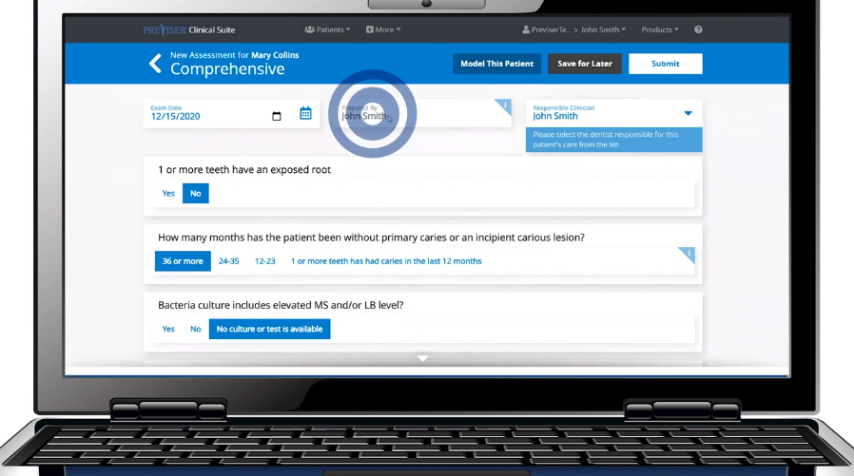 PREVISER Clinical Suite
Patients
More
PreviserTe... > John Smith
Products
New Assessment for Mary Collins
Comprehensive
Model This Patient
Save for Later
Submit
Exam Date
12/15/2020
Prepared By
John Smith
Responsible Clinician
John Smith
Please select the dentist responsible for this
patient's care from the list
1 or more teeth have an exposed root
Yes No
How many months has the patient been without primary caries or an incipient carious lesion?
36 or more 24-35 12-23 1 or more teeth has had caries in the last 12 months
Bacteria culture includes elevated MS and/or LB level?
Yes No No culture or test is available